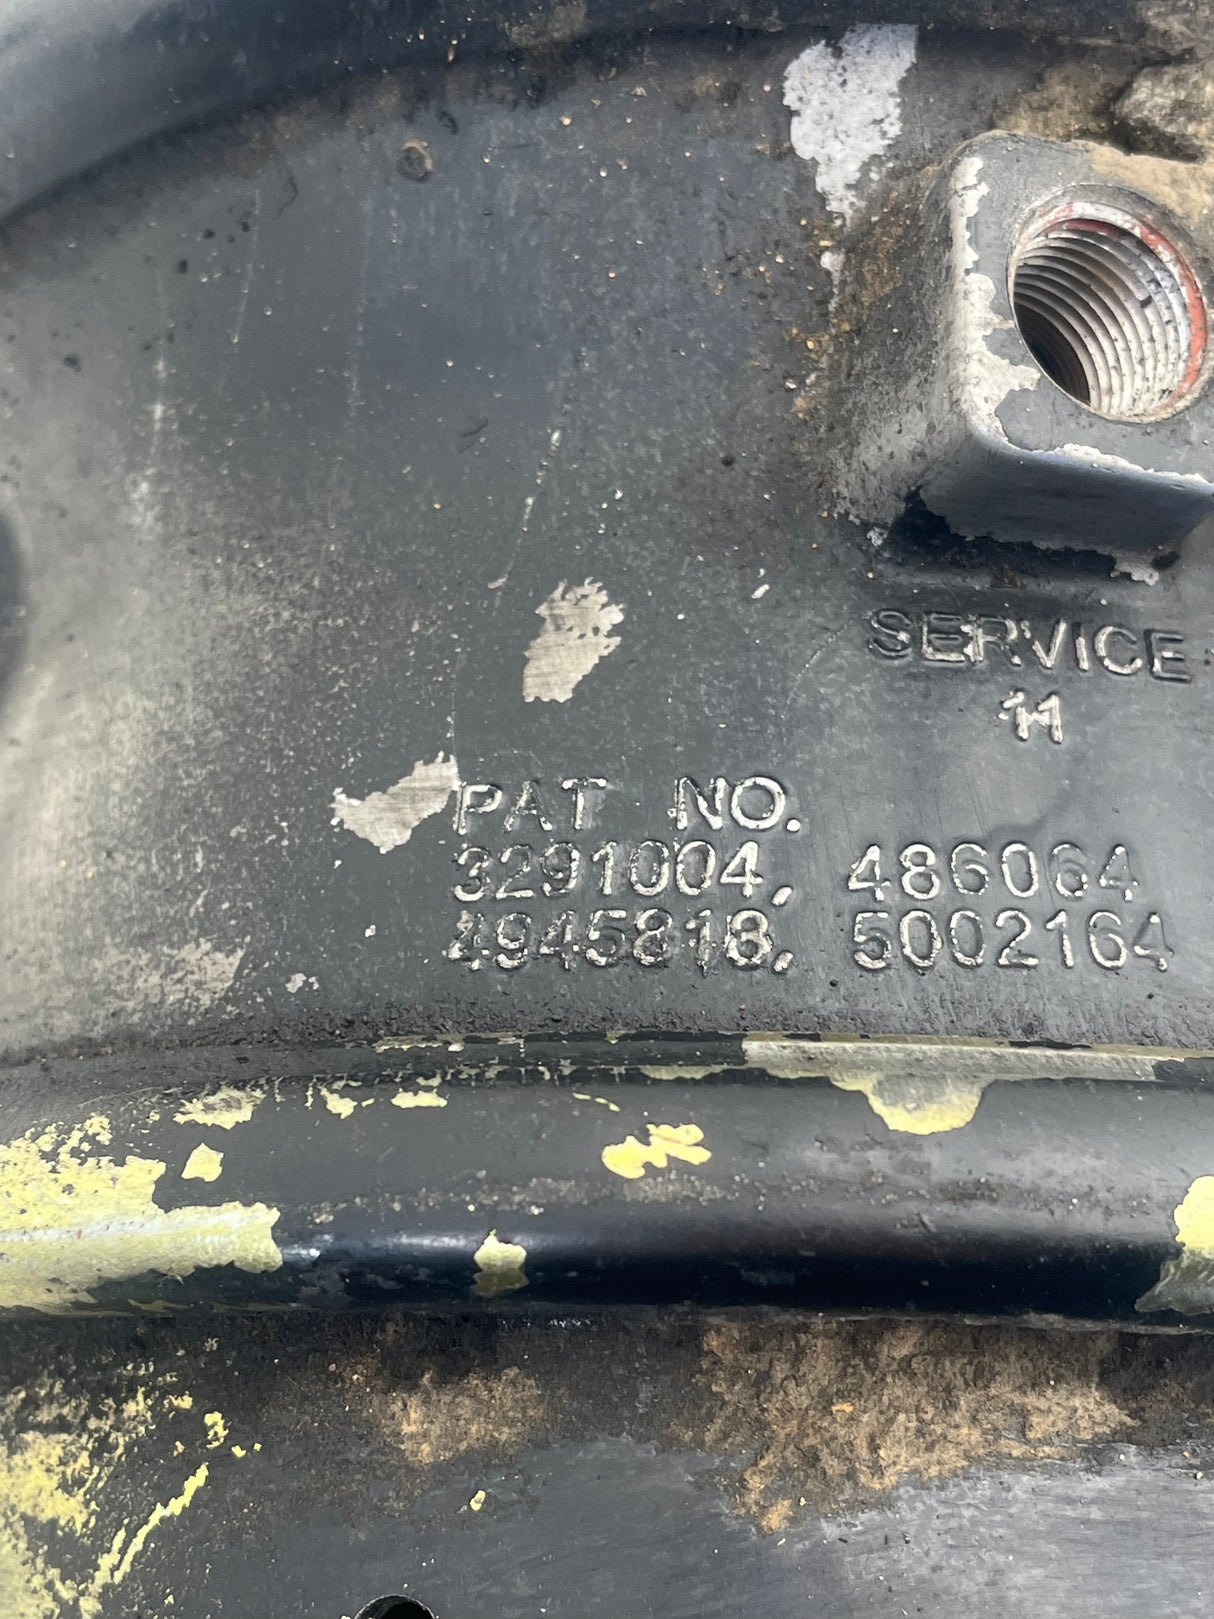 SERVICE
11
PAT NO.
3291004, 486064
4945818, 5002164